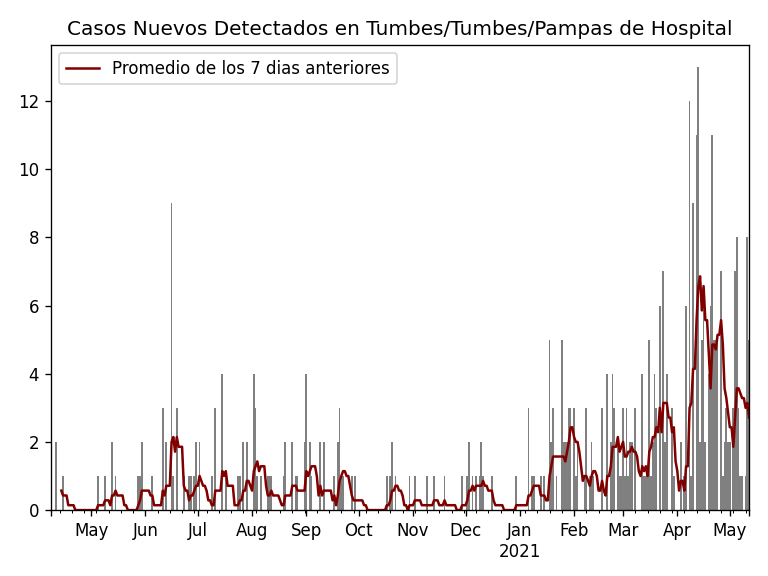 Casos Nuevos Detectados en Tumbes/Tumbes/Pampas de Hospital
Promedio de los 7 dias anteriores
12
10
8
6
4
2
0
May Jun Jul Aug Sep Oct Nov Dec Jan Feb Mar Apr May
2021